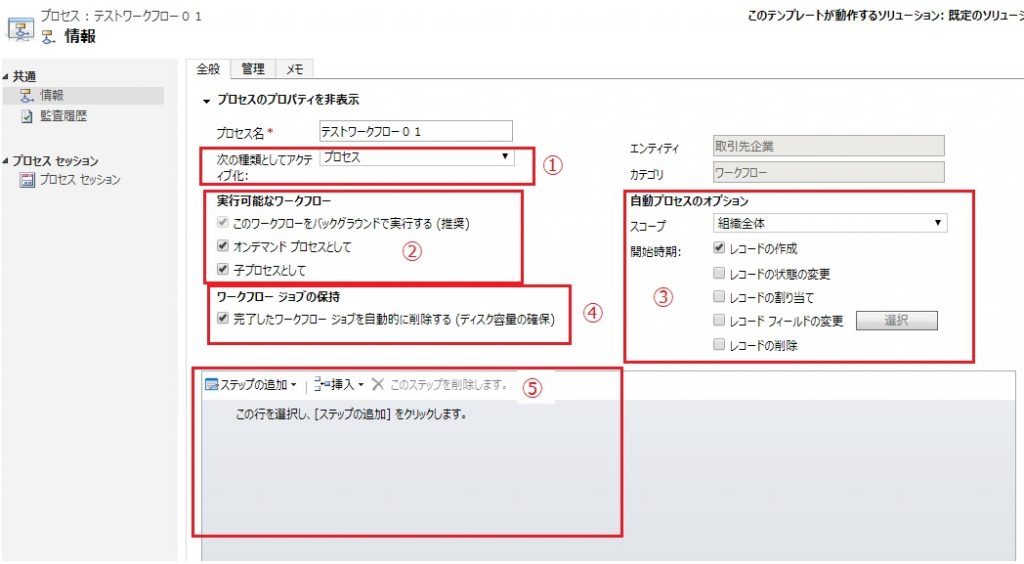 プロセス : テストワークフロー０１
情報
このテンプレートが動作するソリューション: 既定のソリューシ
共通
情報
監査履歴
プロセス セッション
プロセス セッション
全般 管理 メモ
プロセスのプロパティを非表示
プロセス名 * テストワークフロー０１
次の種類としてアクティ
ィブ化: プロセス ①
エンティティ 取引先企業
カテゴリ ワークフロー
実行可能なワークフロー
このワークフローをバックグラウンドで実行する (推奨)
オンデマンド プロセスとして ②
子プロセスとして
ワークフロー ジョブの保持
完了したワークフロー ジョブを自動的に削除する (ディスク容量の確保) ④
自動プロセスのオプション
スコープ 組織全体
開始時期: レコードの作成
レコードの状態の変更
レコードの割り当て ③
レコード フィールドの変更 選択
レコードの削除
ステップの追加 挿入 このステップを削除します。 ⑤
この行を選択し、[ステップの追加] をクリックします。